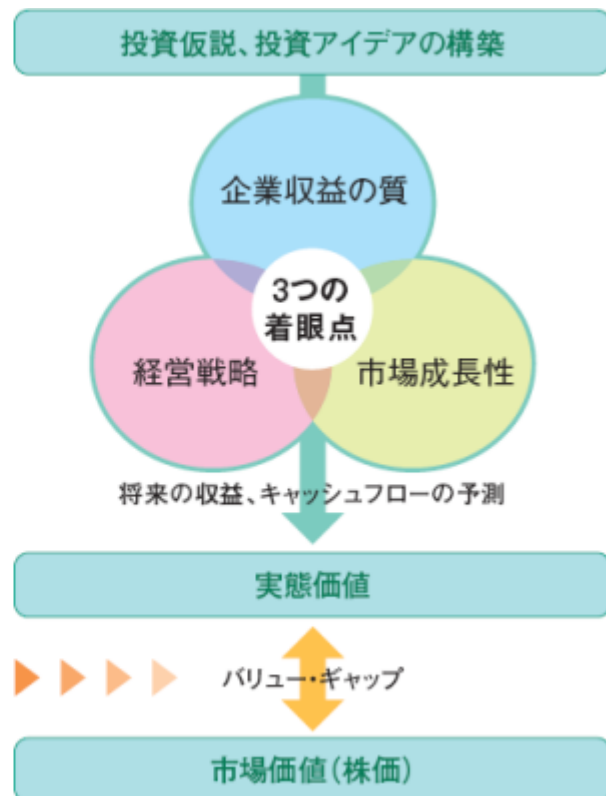 投資仮説、投資アイデアの構築
企業収益の質
3つの
着眼点
経営戦略
市場成長性
将来の収益、キャッシュフローの予測
実態価値
バリュー・ギャップ
市場価値(株価)